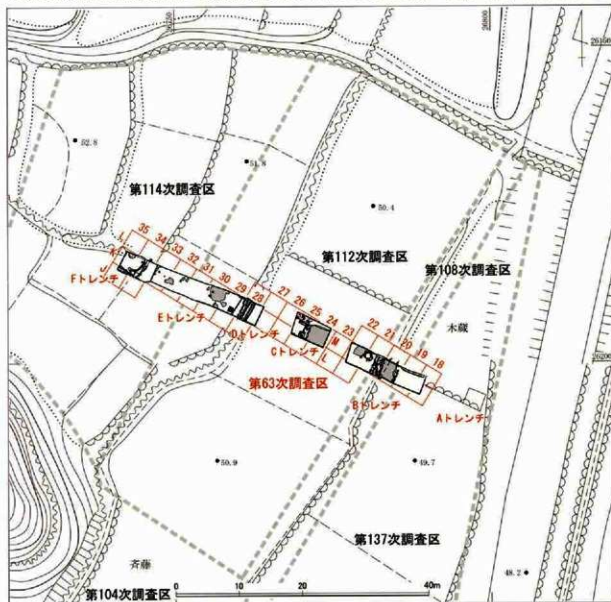 26800
52.8
51.8
50.4
第114次調査区
第112次調査区
第108次調査区
木蔵
L 35 34 33 32 31 30 29 28 27 26 25 24 23 22 21 20 19 18
K
J
M
L
Fトレンチ
Eトレンチ
Dトレンチ
Cトレンチ
Bトレンチ
Aトレンチ
第63次調査区
50.9
49.7
第137次調査区
斉藤
48.2
第104次調査区
0 10 20 40m